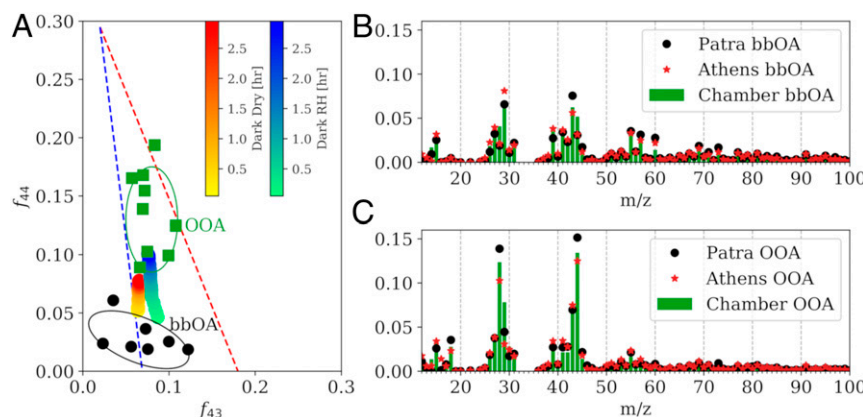 A
0.30
0.25
0.20
0.15
0.10
0.05
0.00
0.0 0.1 0.2 0.3
f44
f43
2.5
2.0
1.5
1.0
0.5
Dark Dry [hr]
2.5
2.0
1.5
1.0
0.5
Dark RH [hr]
OOA
bbOA
B
0.15
0.10
0.05
0.00
Patra bbOA
Athens bbOA
Chamber bbOA
20 30 40 50 60 70 80 90 100
m/z
C
0.15
0.10
0.05
0.00
Patra OOA
Athens OOA
Chamber OOA
20 30 40 50 60 70 80 90 100
m/z